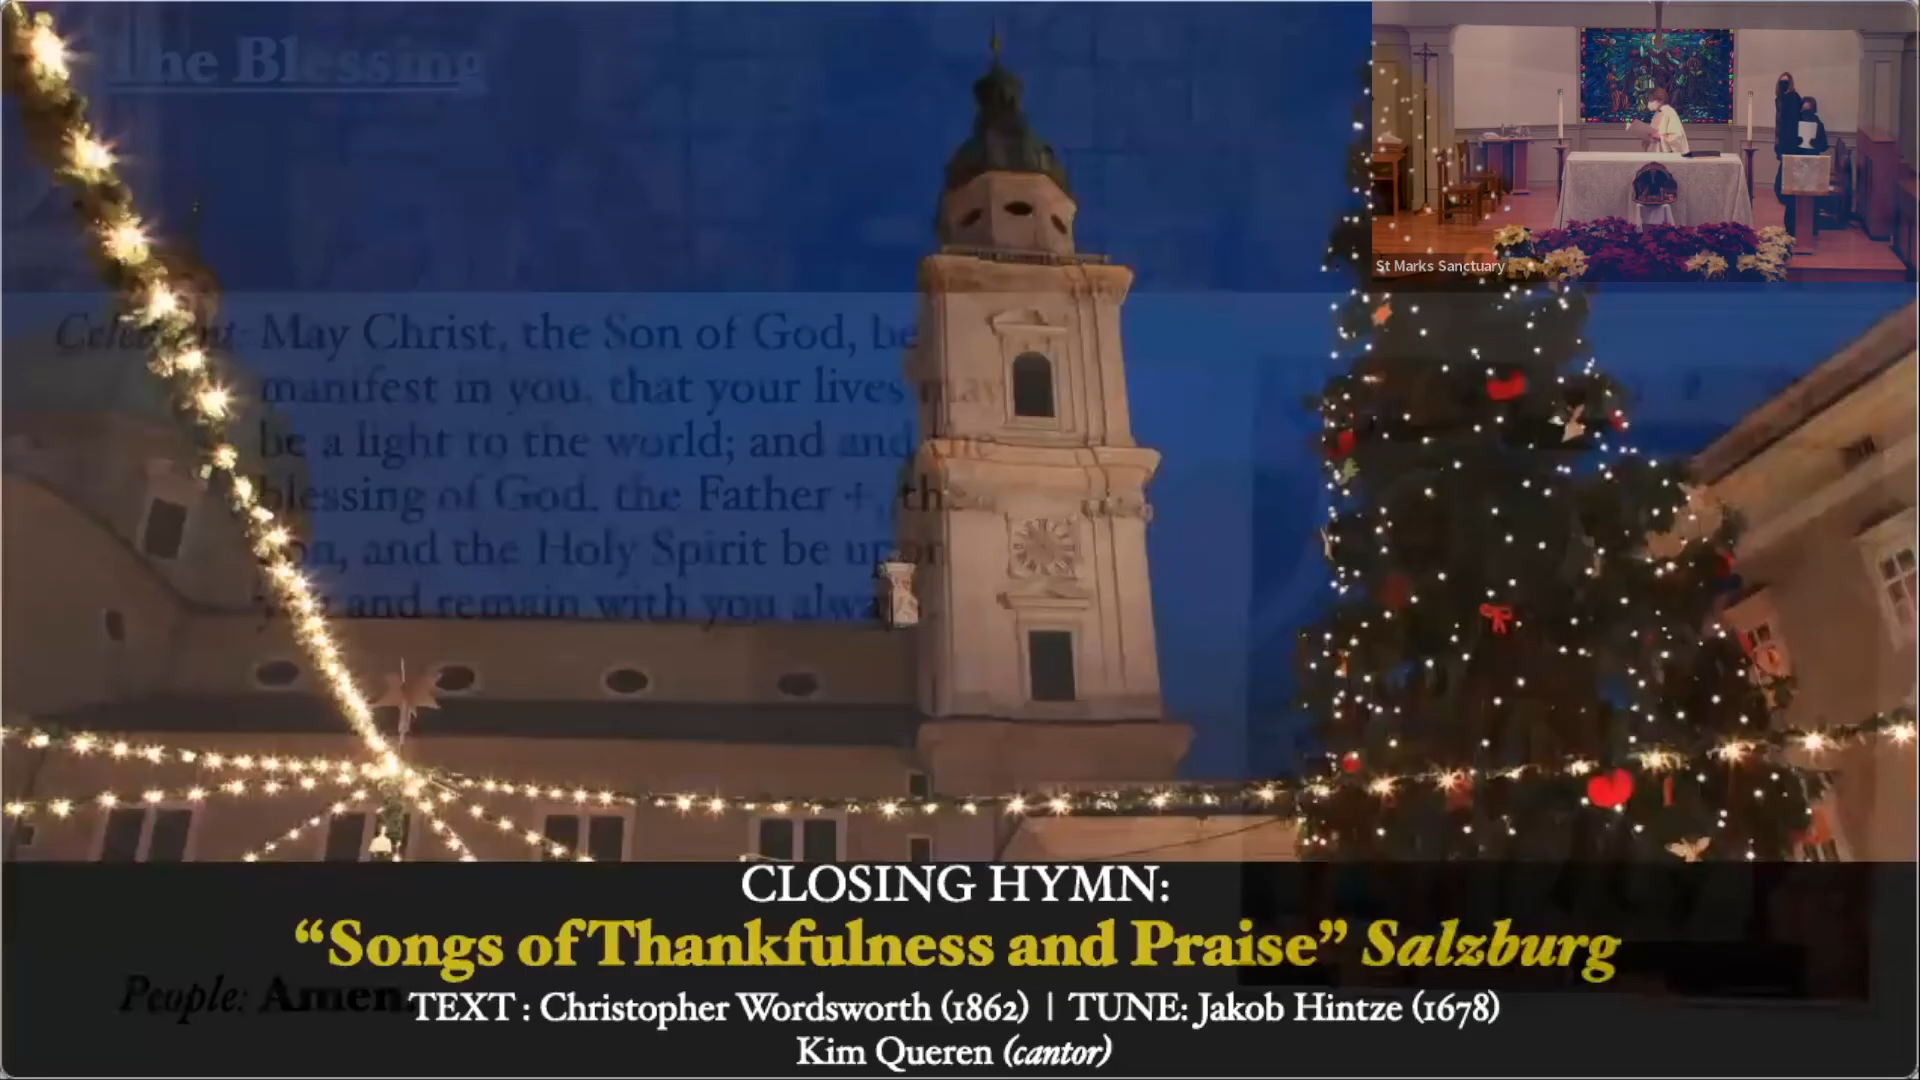 The Blessing
St Marks Sanctuary
Celebrant: May Christ, the Son of God, be
manifest in you, that your lives may
be a light to the world; and and the
blessing of God, the Father +, the
Son, and the Holy Spirit be upon
you and remain with you always.
People: Amen.
CLOSING HYMN:
“Songs of Thankfulness and Praise” Salzburg
TEXT : Christopher Wordsworth (1862) | TUNE: Jakob Hintze (1678)
Kim Queren (cantor)